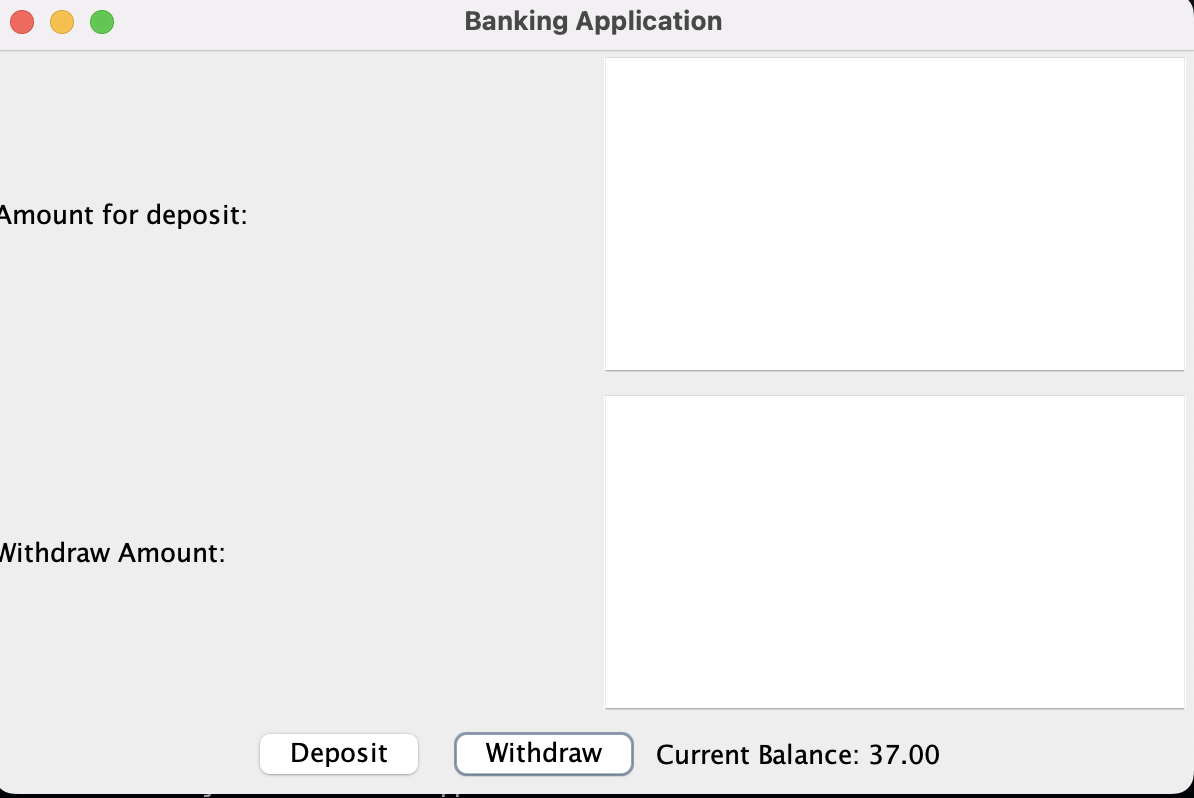 Banking Application
Amount for deposit:
Withdraw Amount:
Deposit
Withdraw
Current Balance: 37.00